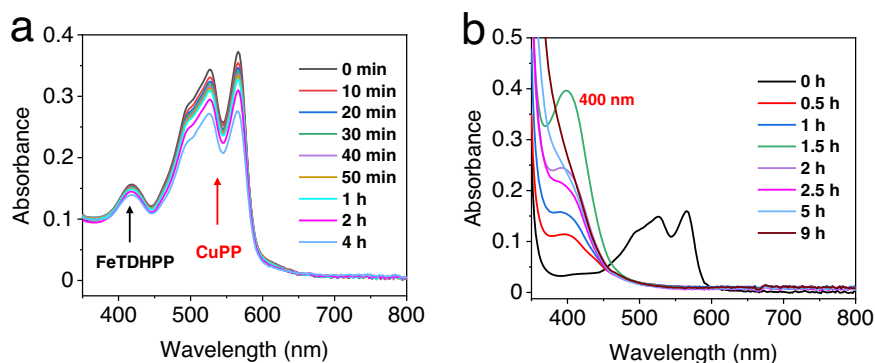 a
Absorbance
0.4
0.3
0.2
0.1
0
400 500 600 700 800
Wavelength (nm)
0 min
10 min
20 min
30 min
40 min
50 min
1 h
2 h
4 h
FeTDHPP
CuPP
b
Absorbance
0.5
0.4
0.3
0.2
0.1
0
400 500 600 700 800
Wavelength (nm)
400 nm
0 h
0.5 h
1 h
1.5 h
2 h
2.5 h
5 h
9 h